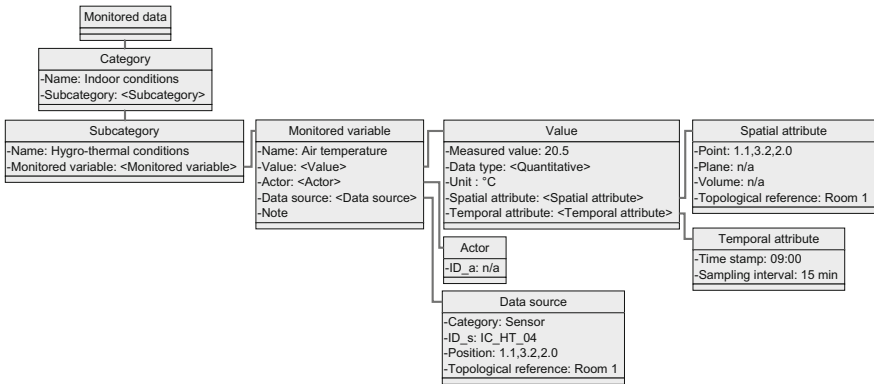 Monitored data
Category
-Name: Indoor conditions
-Subcategory: <Subcategory>
Subcategory
-Name: Hygro-thermal conditions
-Monitored variable: <Monitored variable>
Monitored variable
-Name: Air temperature
-Value: <Value>
-Actor: <Actor>
-Data source: <Data source>
-Note
Value
-Measured value: 20.5
-Data type: <Quantitative>
-Unit : °C
-Spatial attribute: <Spatial attribute>
-Temporal attribute: <Temporal attribute>
Spatial attribute
-Point: 1.1,3.2,2.0
-Plane: n/a
-Volume: n/a
-Topological reference: Room 1
Actor
-ID_a: n/a
Temporal attribute
-Time stamp: 09:00
-Sampling interval: 15 min
Data source
-Category: Sensor
-ID_s: IC_HT_04
-Position: 1.1,3.2,2.0
-Topological reference: Room 1